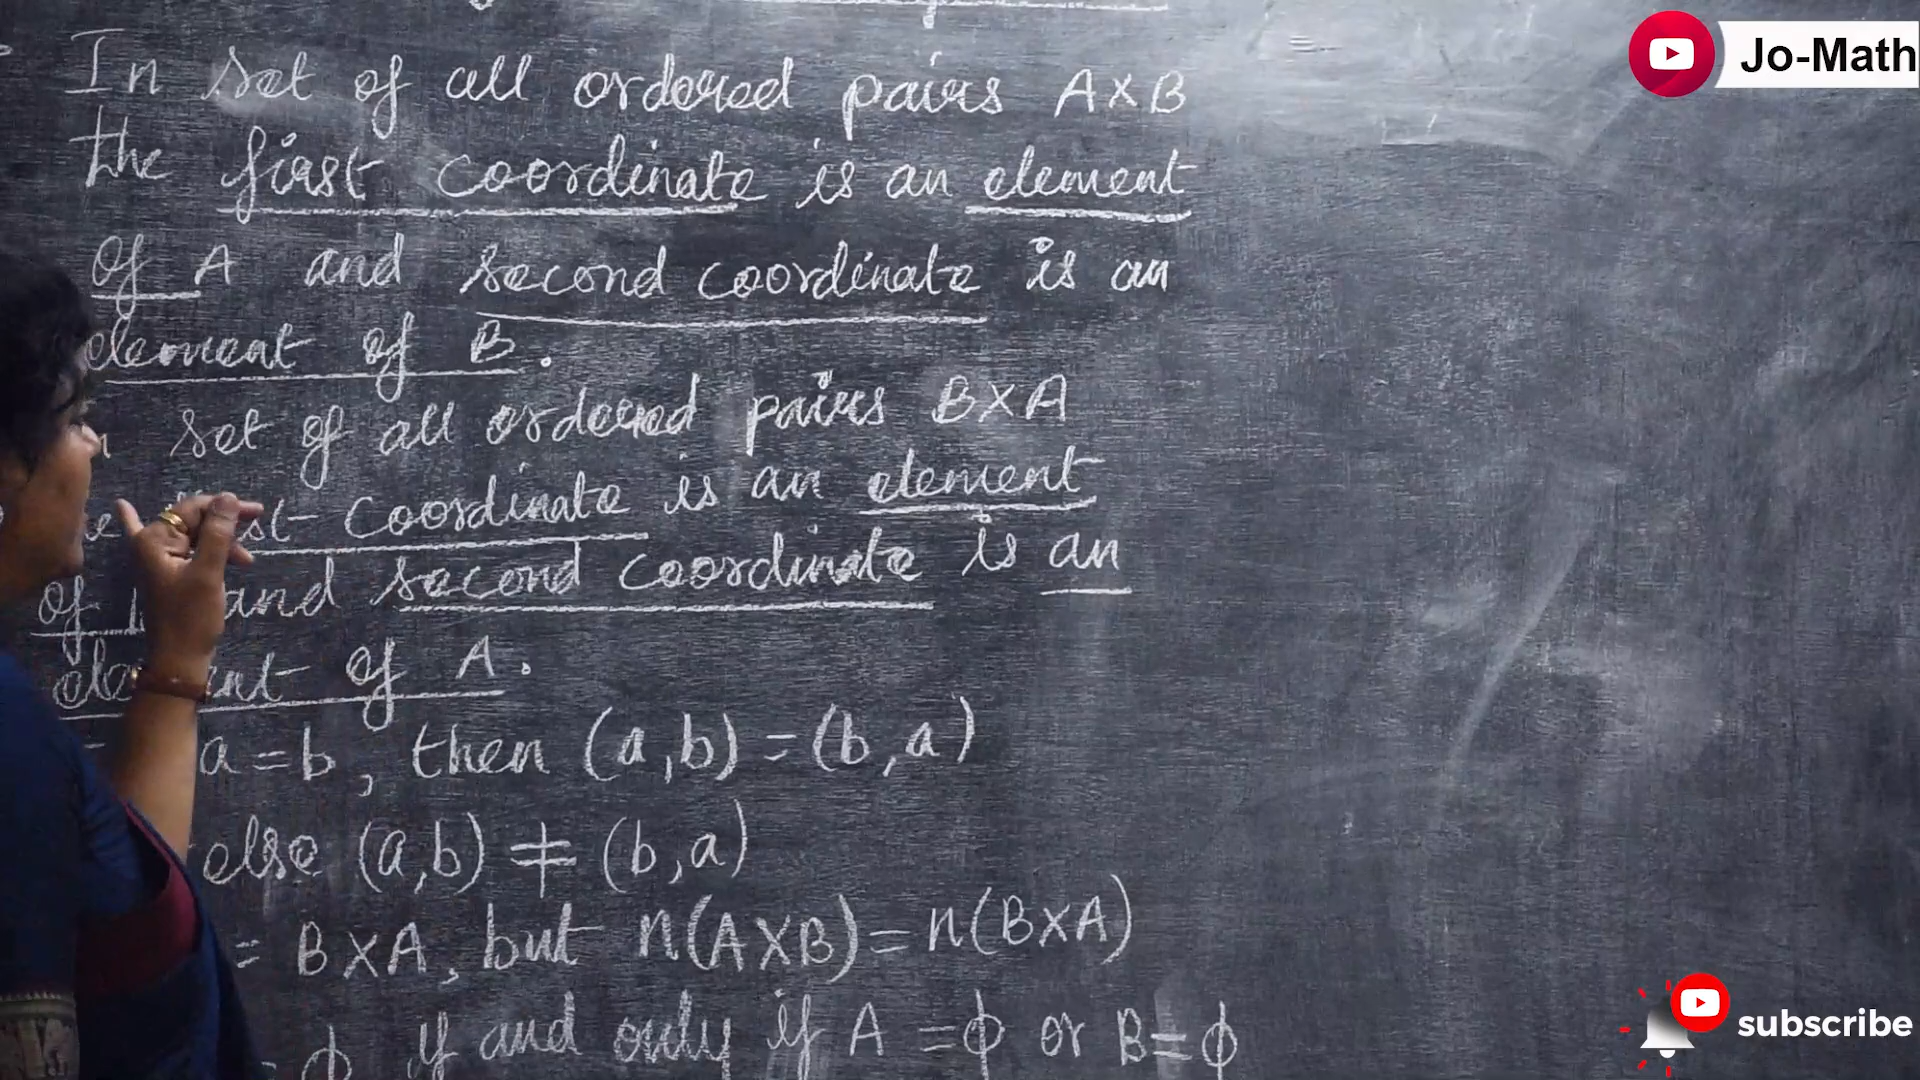 In set of all ordered pairs A×B
the first coordinate is an element
of A and second coordinate is an
element of B.
set of all ordered pairs B×A
coordinate is an element
of and second coordinate is an
of A.
a=b, then (a,b) = (b,a)
else (a,b) ≠ (b,a)
= B×A, but n(A×B) = n(B×A)
= ϕ if and only if A = ϕ or B = ϕ
Jo-Math
subscribe